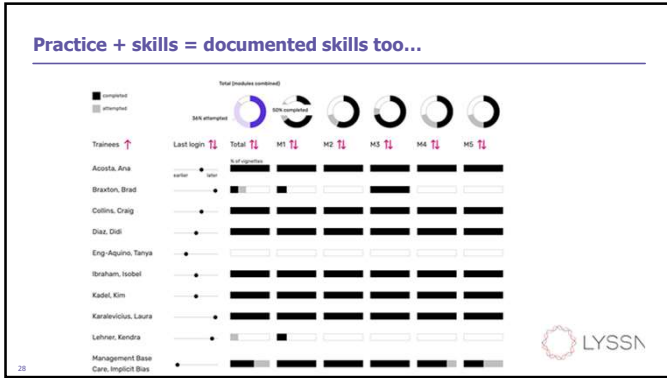 Practice + skills = documented skills too...
Total (modules combined)
completed
attempted
36% attempted
50% completed
Trainees Last login Total M1 M2 M3 M4 M5
% of vignettes
Acosta, Ana
earlier later
Braxton, Brad
Collins, Craig
Diaz, Didi
Eng-Aquino, Tanya
Ibraham, Isobel
Kadel, Kim
Karalevicius, Laura
Lehner, Kendra
Management Base
Care, Implicit Bias
LYSSN
28